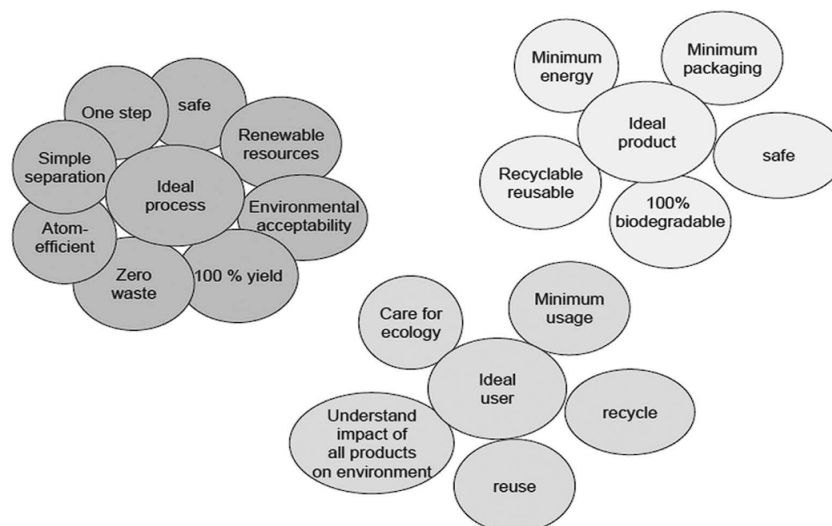 One step
safe
Renewable
resources
Simple
separation
Ideal
process
Environmental
acceptability
Atom-
efficient
Zero
waste
100 % yield
Minimum
energy
Minimum
packaging
Ideal
product
safe
Recyclable
reusable
100%
biodegradable
Care for
ecology
Minimum
usage
Ideal
user
recycle
Understand
impact of
all products
on environment
reuse